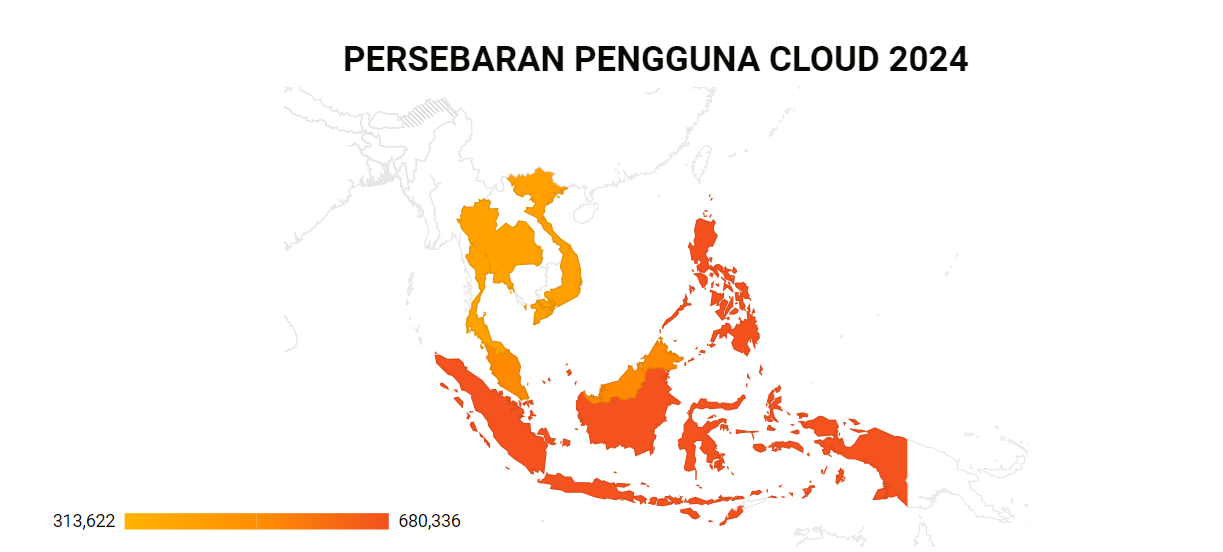 PERSEBARAN PENGGUNA CLOUD 2024
313,622 680,336